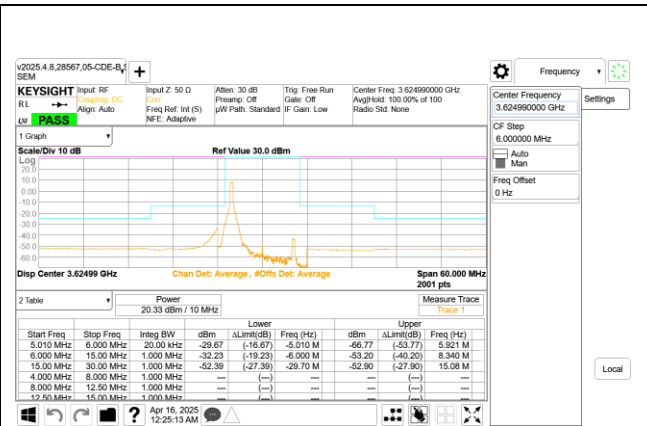 v2025.4.8,28567,05-CDE-B,5
SEM
Frequency
KEYSIGHT
RL
LW
PASS
Input: RF
Coupling: DC
Align: Auto
Input Z: 50 Ω
Corr
Freq Ref: Int (S)
NFE: Adaptive
Atten: 30 dB
Preamp: Off
µW Path: Standard
Trig: Free Run
Gate: Off
IF Gain: Low
Center Freq: 3.624990000 GHz
Avg|Hold: 100.00% of 100
Radio Std: None
Center Frequency
3.624990000 GHz
Settings
CF Step
6.000000 MHz
Auto
Man
Freq Offset
0 Hz
1 Graph
Scale/Div 10 dB
Ref Value 30.0 dBm
Log
20.0
10.0
0.00
-10.0
-20.0
-30.0
-40.0
-50.0
-60.0
Disp Center 3.62499 GHz
Chan Det: Average , #Offs Det: Average
Span 60.000 MHz
2001 pts
2 Table
Power
20.33 dBm / 10 MHz
Measure Trace
Trace 1
Lower Upper
Start Freq Stop Freq Integ BW dBm ΔLimit(dB) Freq (Hz) dBm ΔLimit(dB) Freq (Hz)
5.010 MHz 6.000 MHz 20.00 kHz -29.67 (-16.67) -5.010 M -66.77 (-53.77) 5.921 M
6.000 MHz 15.00 MHz 1.000 MHz -32.23 (-19.23) -6.000 M -53.20 (-40.20) 8.340 M
15.00 MHz 30.00 MHz 1.000 MHz -52.39 (-27.39) -29.70 M -52.90 (-27.90) 15.08 M
4.000 MHz 8.000 MHz 1.000 MHz --- (---) --- --- (---) ---
8.000 MHz 12.50 MHz 1.000 MHz --- (---) --- --- (---) ---
12.50 MHz 15.00 MHz 1.000 MHz --- (---) --- --- (---) ---
Local
Apr 16, 2025
12:25:13 AM